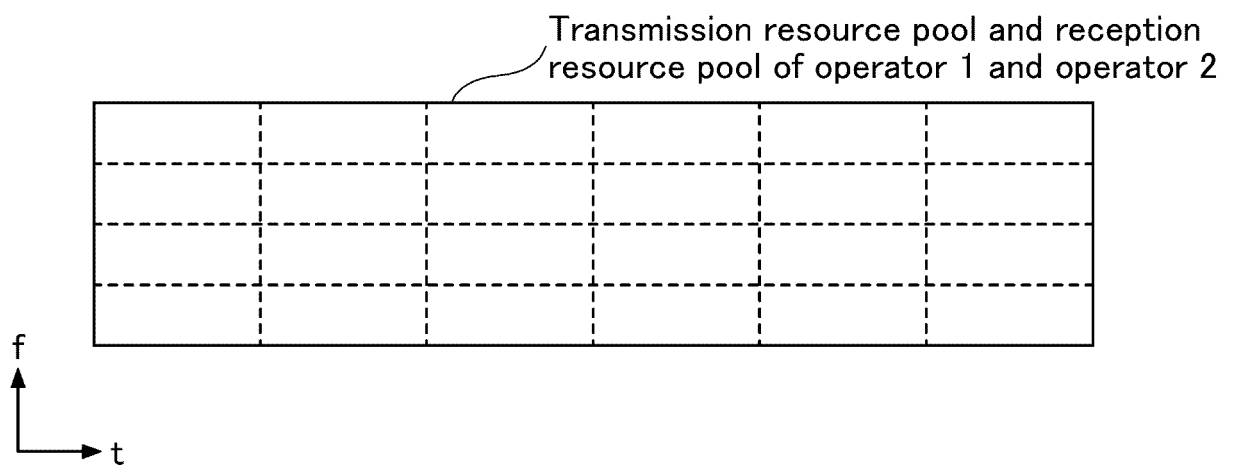 Transmission resource pool and reception
resource pool of operator 1 and operator 2
f
t